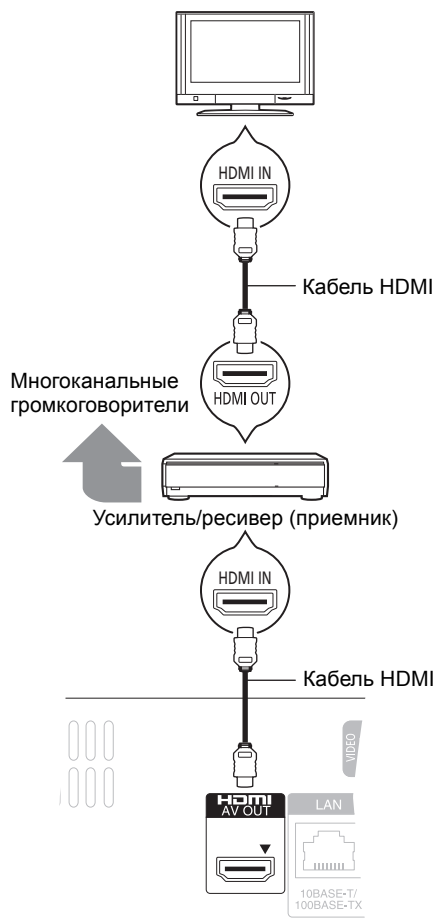 HDMI IN
Кабель HDMI
HDMI OUT
Многоканальные
громкоговорители
Усилитель/ресивер (приемник)
HDMI IN
Кабель HDMI
VIDEO
HDMI
AV OUT
LAN
10BASE-T/
100BASE-TX